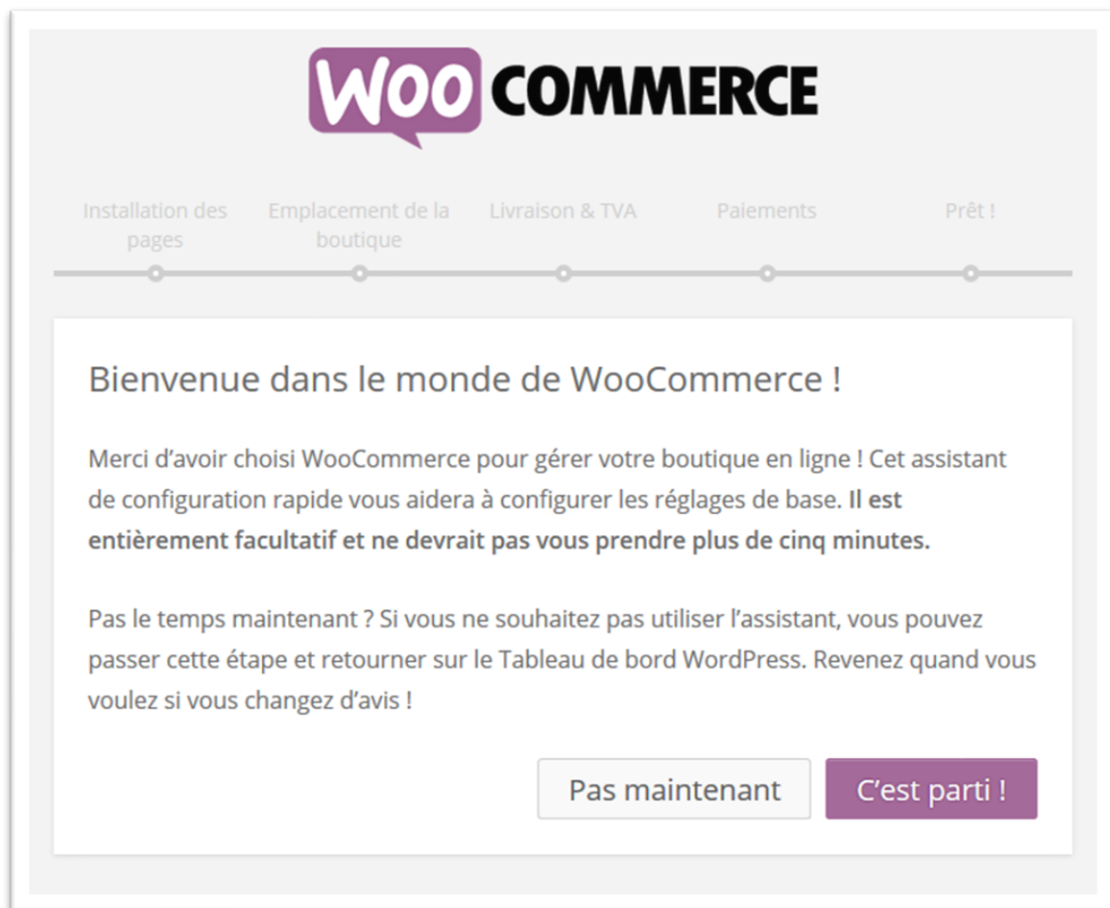 WOO COMMERCE
Installation des pages
Emplacement de la boutique
Livraison & TVA
Paiements
Prêt !
Bienvenue dans le monde de WooCommerce !
Merci d’avoir choisi WooCommerce pour gérer votre boutique en ligne ! Cet assistant
de configuration rapide vous aidera à configurer les réglages de base. Il est
entièrement facultatif et ne devrait pas vous prendre plus de cinq minutes.
Pas le temps maintenant ? Si vous ne souhaitez pas utiliser l’assistant, vous pouvez
passer cette étape et retourner sur le Tableau de bord WordPress. Revenez quand vous
voulez si vous changez d’avis !
Pas maintenant
C’est parti !